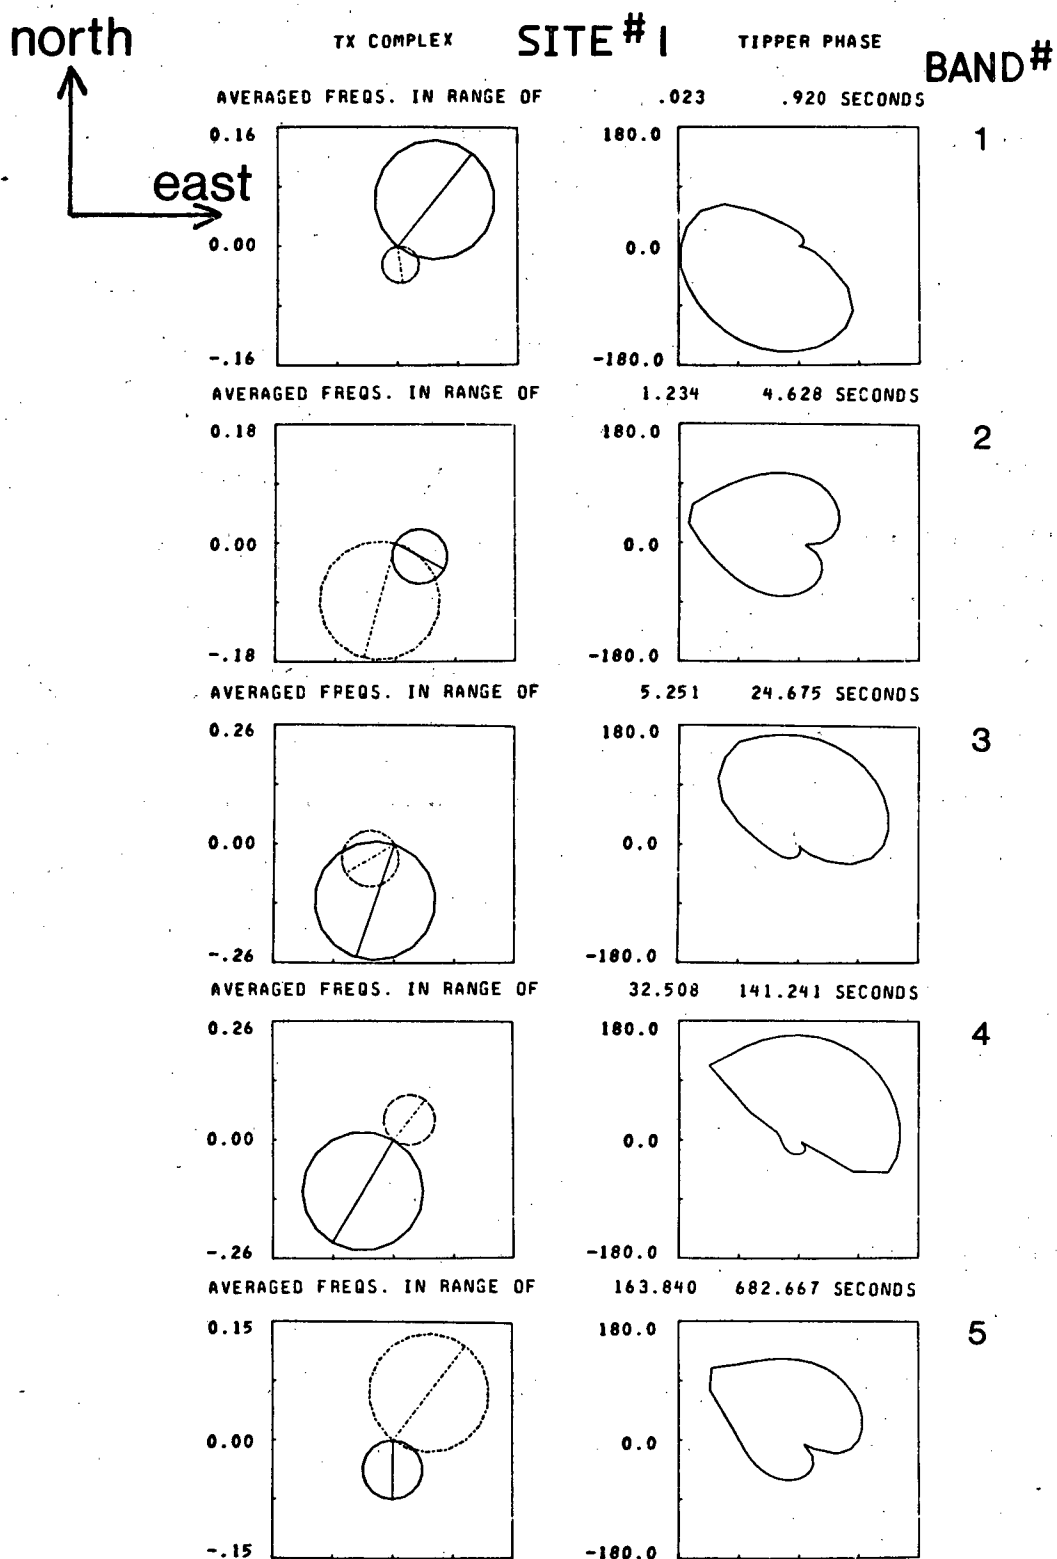 north
TX COMPLEX SITE #1 TIPPER PHASE
BAND#
east
AVERAGED FREQS. IN RANGE OF .023 .920 SECONDS
0.16 180.0 1
0.00 0.0
-.16 -180.0
AVERAGED FREQS. IN RANGE OF 1.234 4.628 SECONDS
0.18 180.0 2
0.00 0.0
-.18 -180.0
AVERAGED FPEQS. IN RANGE OF 5.251 24.675 SECONDS
0.26 180.0 3
0.00 0.0
-.26 -180.0
AVERAGED FREQS. IN RANGE OF 32.508 141.241 SECONDS
0.26 180.0 4
0.00 0.0
-.26 -180.0
AVERAGED FREQS. IN RANGE OF 163.840 682.667 SECONDS
0.15 180.0 5
0.00 0.0
-.15 -180.0